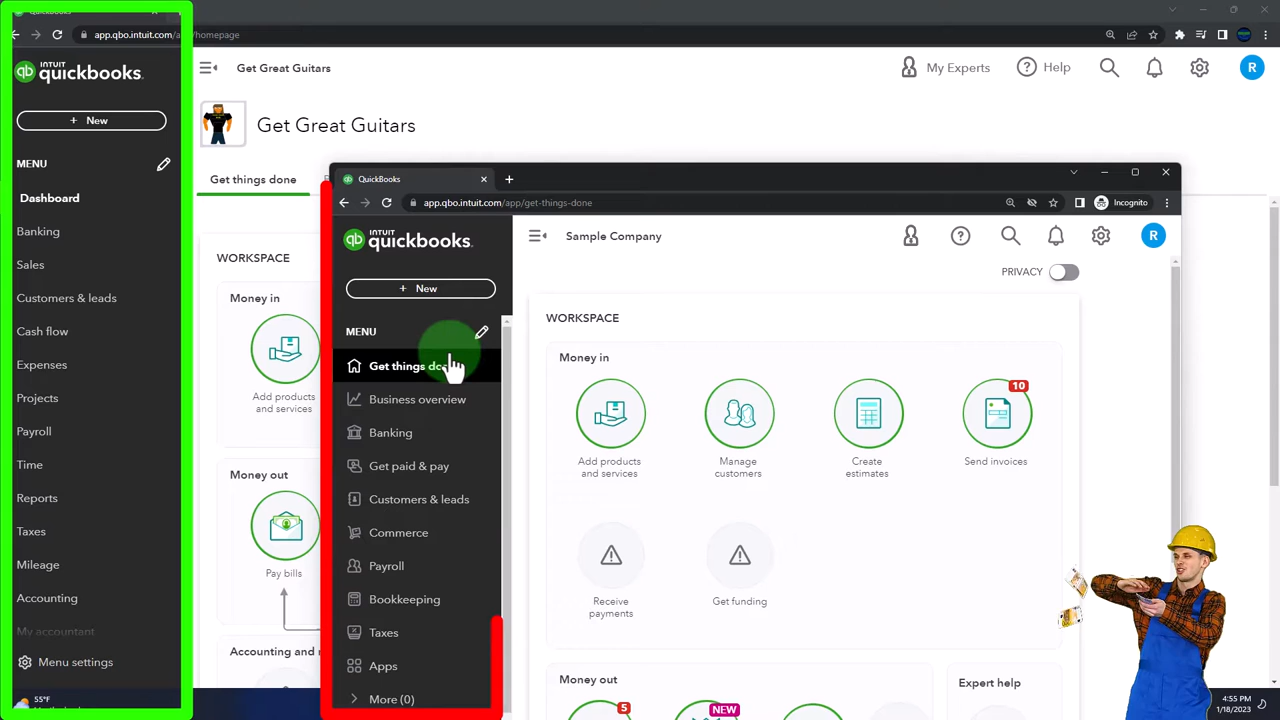 app.qbo.intuit.com/a
/homepage
INTUIT
quickbooks.
+ New
MENU
Dashboard
Banking
Sales
Customers & leads
Cash flow
Expenses
Projects
Payroll
Time
Reports
Taxes
Mileage
Accounting
My accountant
Menu settings
55°F
Get Great Guitars
My Experts
Help
R
Get Great Guitars
Get things done
WORKSPACE
Money in
Add products
and services
Money out
Pay bills
Accounting and
QuickBooks
app.qbo.intuit.com/app/get-things-done
Incognito
INTUIT
quickbooks.
+ New
MENU
Get things
Business overview
Banking
Get paid & pay
Customers & leads
Commerce
Payroll
Bookkeeping
Taxes
Apps
More (0)
Sample Company
R
PRIVACY
WORKSPACE
Money in
10
Add products
and services
Manage
customers
Create
estimates
Send invoices
Receive
payments
Get funding
Money out
5
NEW
Expert help
4:55 PM
1/18/2023